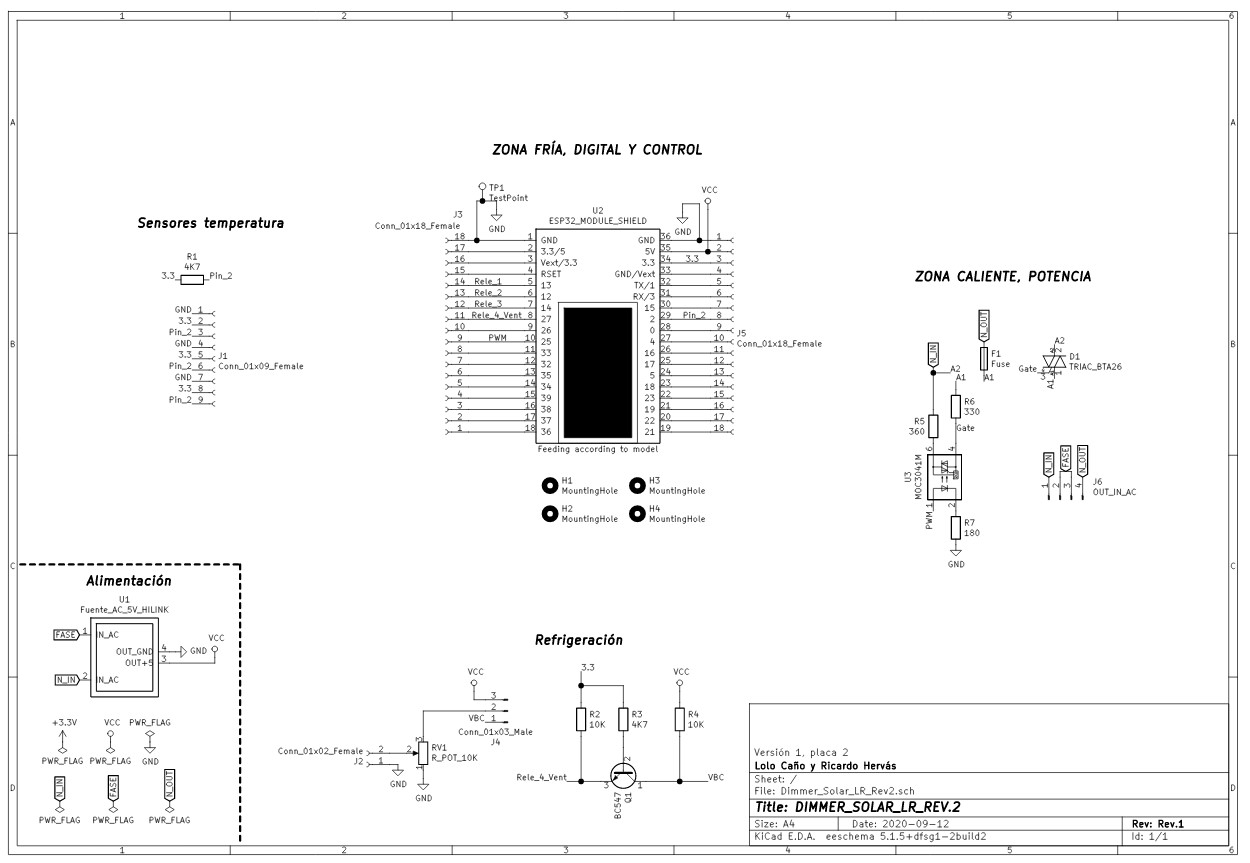 1 2 3 4 5 6
A
B
C
D
A
B
C
D
1 2 3 4 5 6
ZONA FRÍA, DIGITAL Y CONTROL
TP1
TestPoint
GND
J3
Conn_01x18_Female
U2
ESP32_MODULE_SHIELD
VCC
GND
18 1 GND GND 36 1
17 2 3.3/5 5V 35 2
16 3 Vext/3.3 3.3 34 3.3 3
15 4 RSET GND/Vext 33 4
14 Rele_1 5 13 TX/1 32 5
13 Rele_2 6 12 RX/3 31 6
12 Rele_3 7 14 15 30 7
11 Rele_4_Vent 8 27 2 29 Pin_2 8
10 9 26 0 28 9
9 PWM 10 25 4 27 10
8 11 33 16 26 11
7 12 32 17 25 12
6 13 35 5 24 13
5 14 34 18 23 14
4 15 39 23 22 15
3 16 38 19 21 16
2 17 37 22 20 17
1 18 36 21 19 18
J5
Conn_01x18_Female
Feeding according to model
H1
MountingHole
H3
MountingHole
H2
MountingHole
H4
MountingHole
Sensores temperatura
R1
4K7
3.3 Pin_2
GND 1
3.3 2
Pin_2 3
GND 4
3.3 5
Pin_2 6
GND 7
3.3 8
Pin_2 9
J1
Conn_01x09_Female
ZONA CALIENTE, POTENCIA
N_OUT
F1
Fuse
A1
N_IN
A2
A1
R6
330
R5
360
Gate
6 4
U3
MOC3041M
PWM 1 2
R7
180
GND
A2
2
D1
TRIAC_BTA26
Gate 3
A1 1
N_IN
FASE
N_OUT
1 2 3 4
J6
OUT_IN_AC
Alimentación
U1
Fuente_AC_5V_HILINK
FASE 1 IN_AC
OUT_GND 4 GND
OUT+5 3
VCC
N_IN 2 IN_AC
+3.3V VCC PWR_FLAG
PWR_FLAG PWR_FLAG GND
N_IN
FASE
N_OUT
PWR_FLAG PWR_FLAG PWR_FLAG
VCC
3
2
VBC 1
Conn_01x03_Male
J4
Conn_01x02_Female 2 2
J2 1
GND
3
RV1
R_POT_10K
1
GND
Refrigeración
3.3
VCC
R2
10K
R3
4K7
R4
10K
2
Rele_4_Vent 3 1 VBC
BC547
Q1
Versión 1, placa 2
Lolo Caño y Ricardo Hervás
Sheet: /
File: Dimmer_Solar_LR_Rev2.sch
Title: DIMMER_SOLAR_LR_REV.2
Size: A4 Date: 2020-09-12 Rev: Rev.1
KiCad E.D.A. eeschema 5.1.5+dfsg1-2build2 Id: 1/1